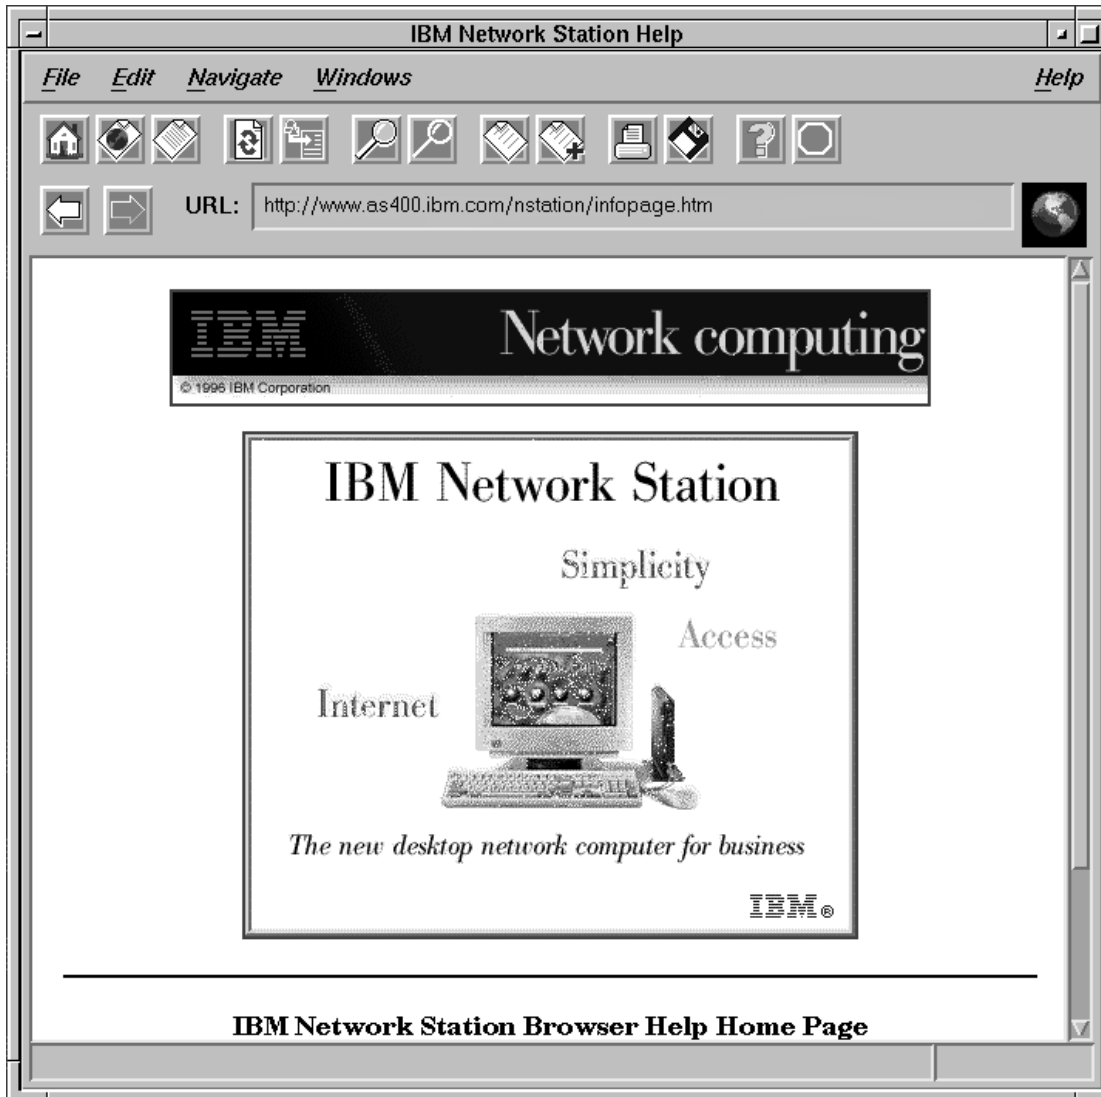 IBM Network Station Help
File Edit Navigate Windows Help
URL: http://www.as400.ibm.com/nstation/infopage.htm
IBM Network computing
© 1996 IBM Corporation
IBM Network Station
Simplicity
Access
Internet
The new desktop network computer for business
IBM®
IBM Network Station Browser Help Home Page